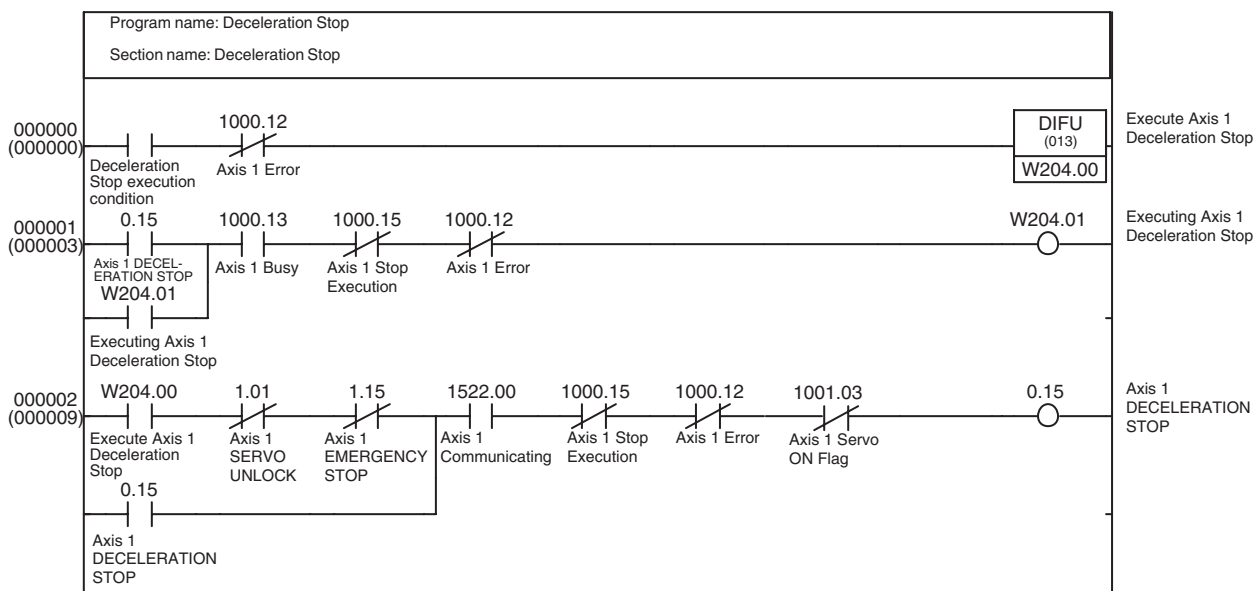 Program name: Deceleration Stop
Section name: Deceleration Stop
000000
(000000)
Deceleration
Stop execution
condition
1000.12
Axis 1 Error
DIFU
(013)
W204.00
Execute Axis 1
Deceleration Stop
000001
(000003)
0.15
Axis 1 DECEL-
ERATION STOP
1000.13
Axis 1 Busy
1000.15
Axis 1 Stop
Execution
1000.12
Axis 1 Error
W204.01
Executing Axis 1
Deceleration Stop
W204.01
Executing Axis 1
Deceleration Stop
000002
(000009)
W204.00
Execute Axis 1
Deceleration
Stop
1.01
Axis 1
SERVO
UNLOCK
1.15
Axis 1
EMERGENCY
STOP
1522.00
Axis 1
Communicating
1000.15
Axis 1 Stop
Execution
1000.12
Axis 1 Error
1001.03
Axis 1 Servo
ON Flag
0.15
Axis 1
DECELERATION
STOP
0.15
Axis 1
DECELERATION
STOP